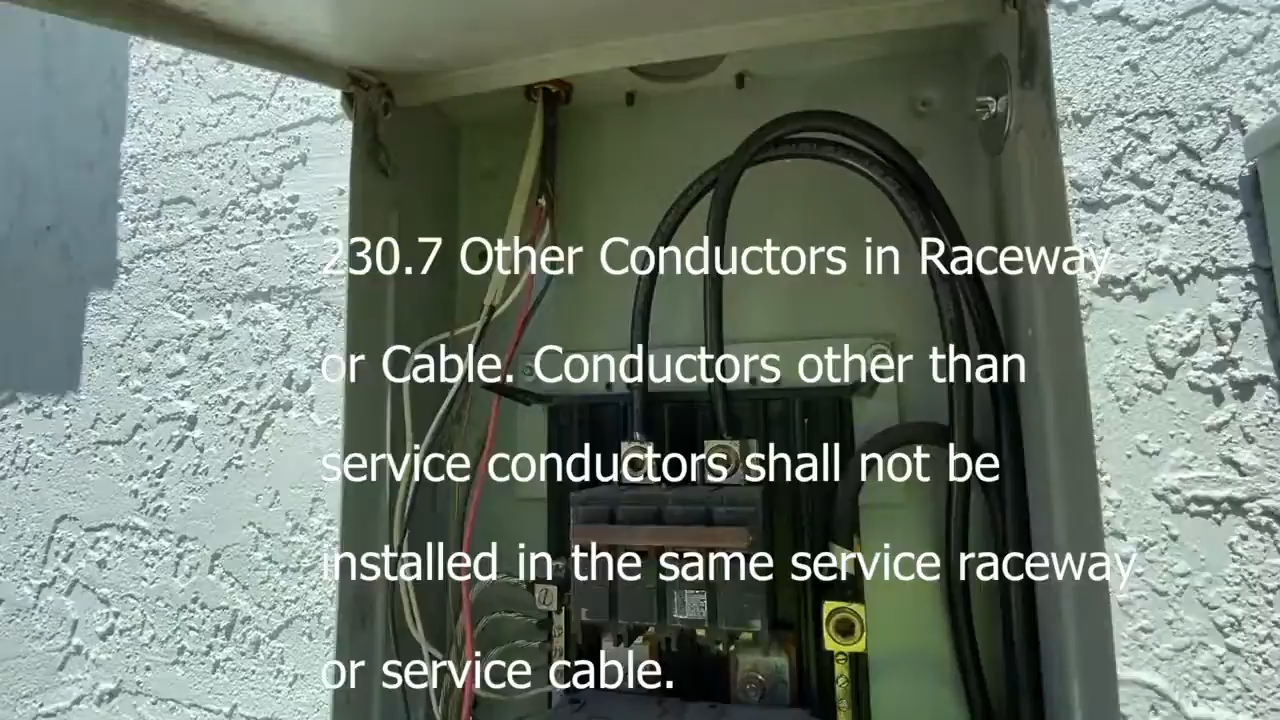 230.7 Other Conductors in Raceway
or Cable. Conductors other than
service conductors shall not be
installed in the same service raceway
or service cable.